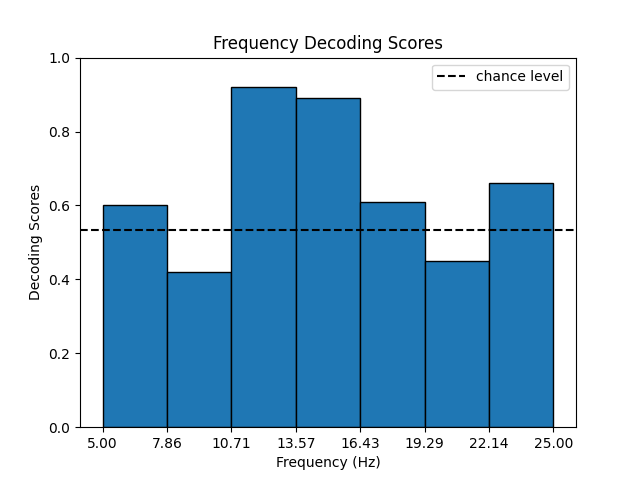 Frequency Decoding Scores
chance level
Decoding Scores
1.0
0.8
0.6
0.4
0.2
0.0
5.00 7.86 10.71 13.57 16.43 19.29 22.14 25.00
Frequency (Hz)